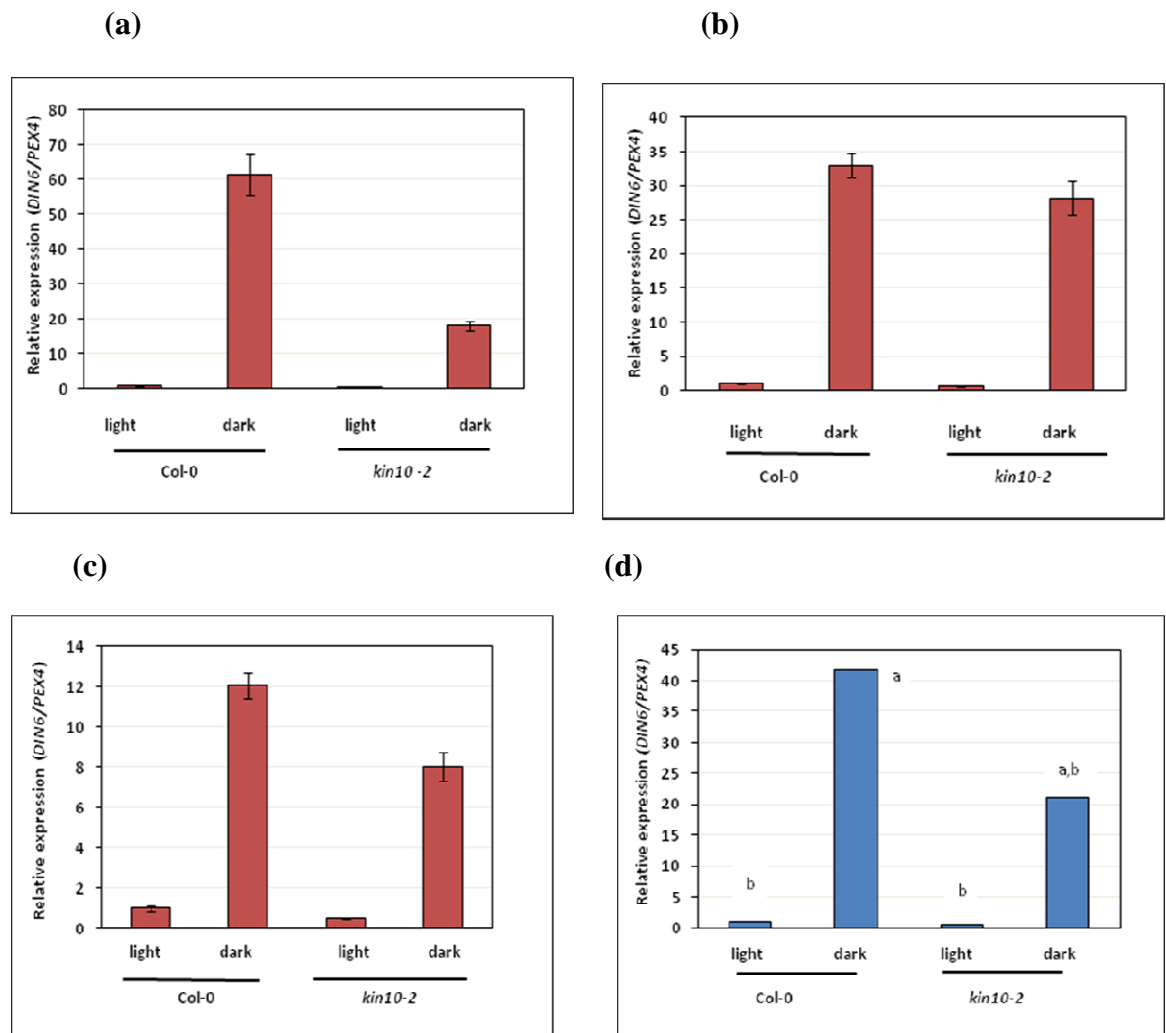 (a)
80
70
60
50
40
30
20
10
0
Relative expression (DIN6/PEX4)
light dark light dark
Col-0 kin10 -2
(b)
40
35
30
25
20
15
10
5
0
Relative expression (DIN6/PEX4)
light dark light dark
Col-0 kin10-2
(c)
14
12
10
8
6
4
2
0
Relative expression (DIN6/PEX4)
light dark light dark
Col-0 kin10-2
(d)
45
40
35
30
25
20
15
10
5
0
Relative expression (DIN6/PEX4)
b a b a,b
light dark light dark
Col-0 kin10-2